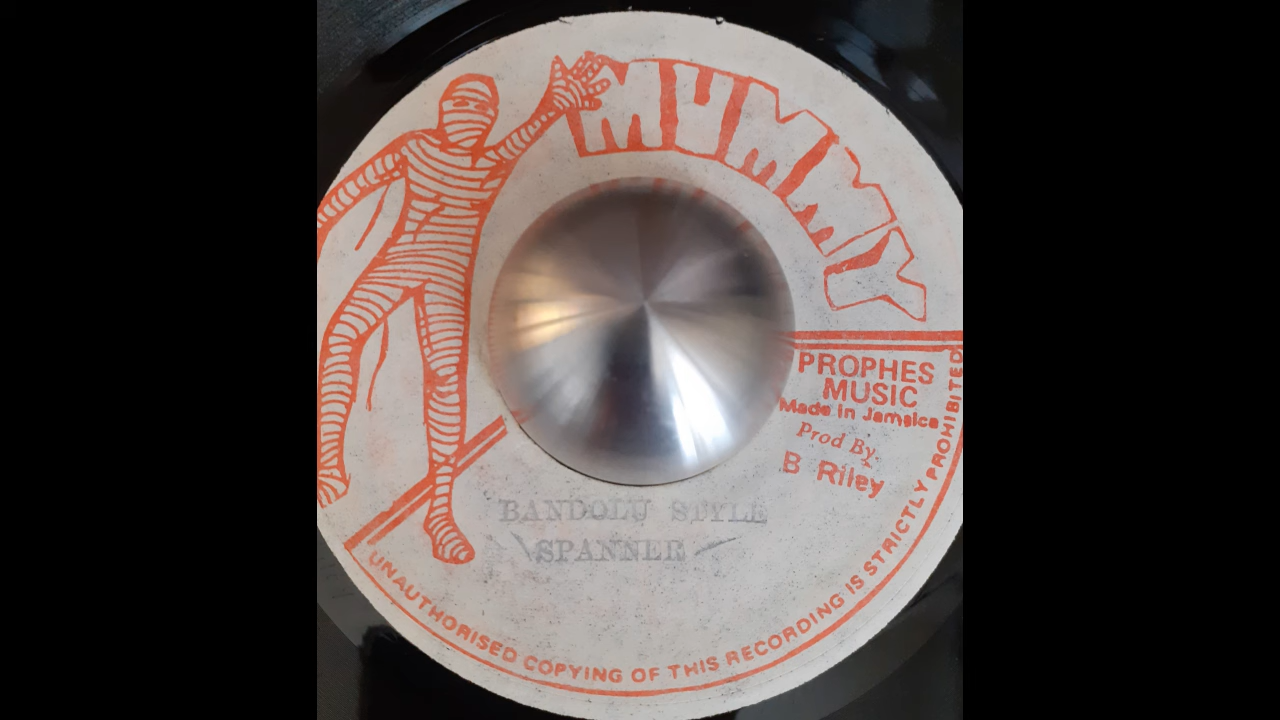 MUMMY
PROPHES
MUSIC
Made in Jamaica
Prod By
B Riley
BANDOLU STYLE
SPANNER
UNAUTHORISED COPYING OF THIS RECORDING IS STRICTLY PROHIBITED